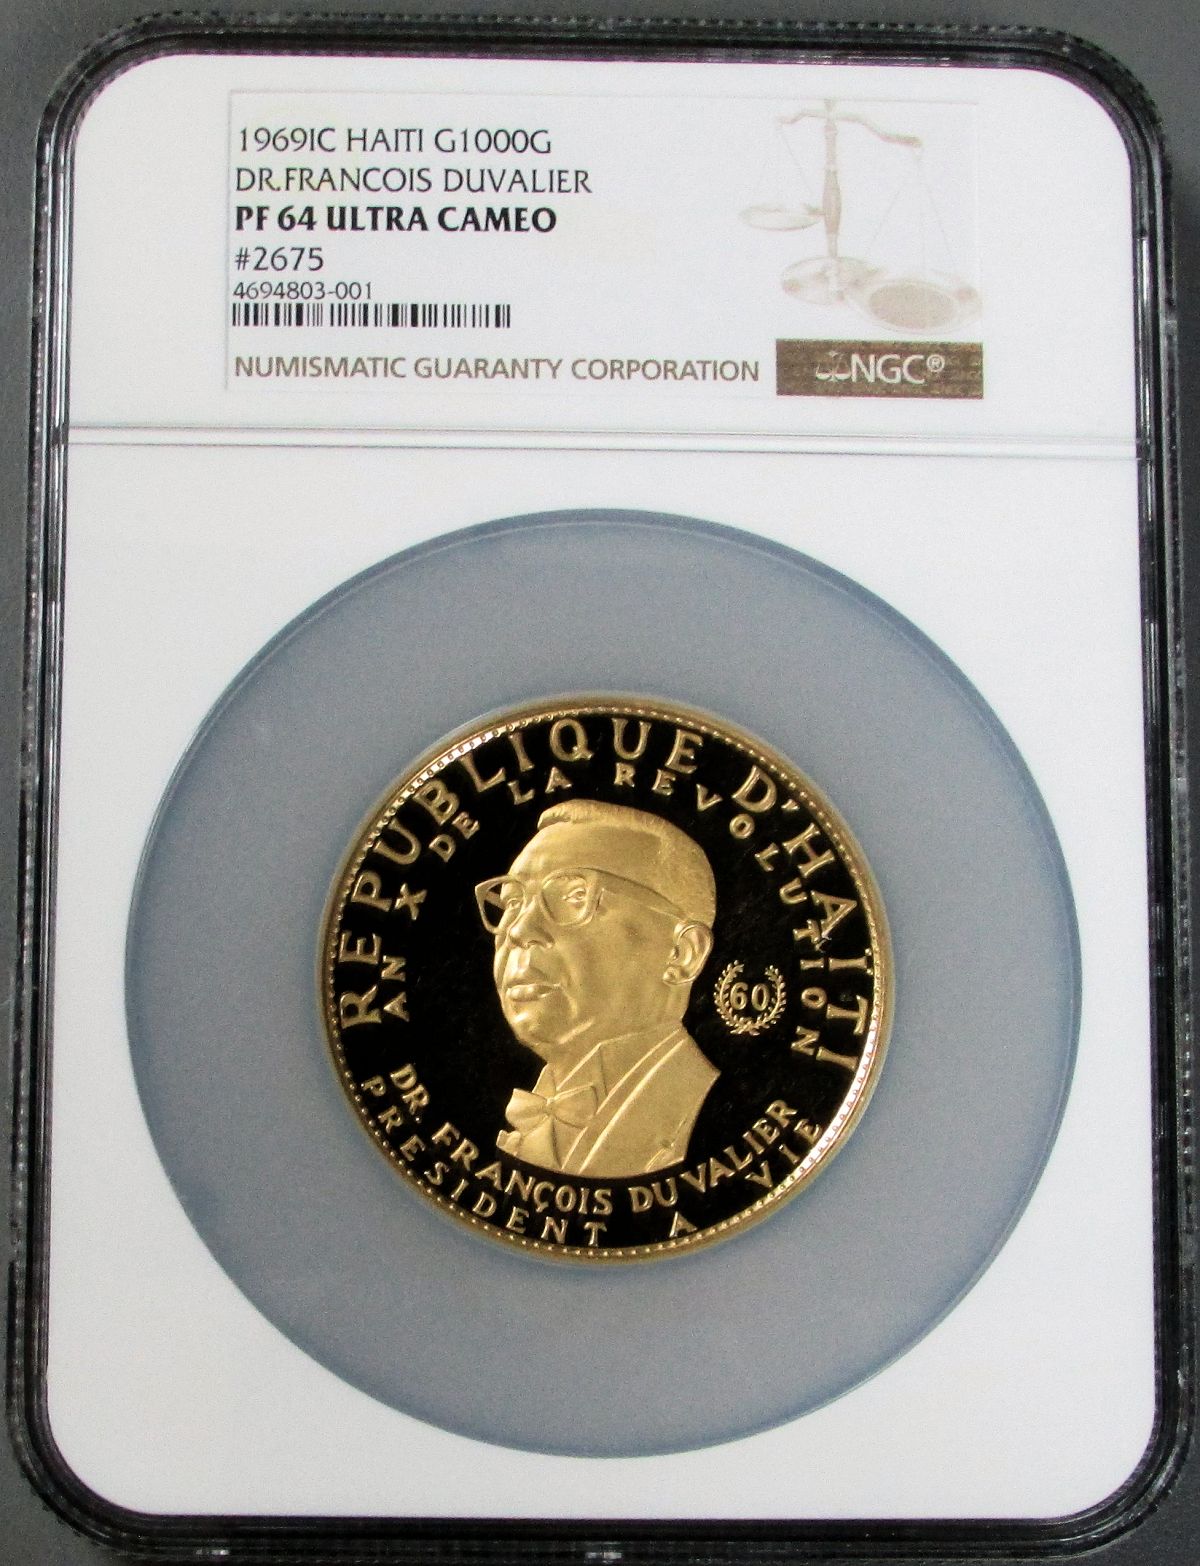 1969IC HAITI G1000G
DR.FRANCOIS DUVALIER
PF 64 ULTRA CAMEO
#2675
4694803-001
NUMISMATIC GUARANTY CORPORATION
NGC®
REPUBLIQUE D'HAÏTI
AN X DE LA REVOLUTION
60
DR. FRANÇOIS DUVALIER
PRESIDENT A VIE